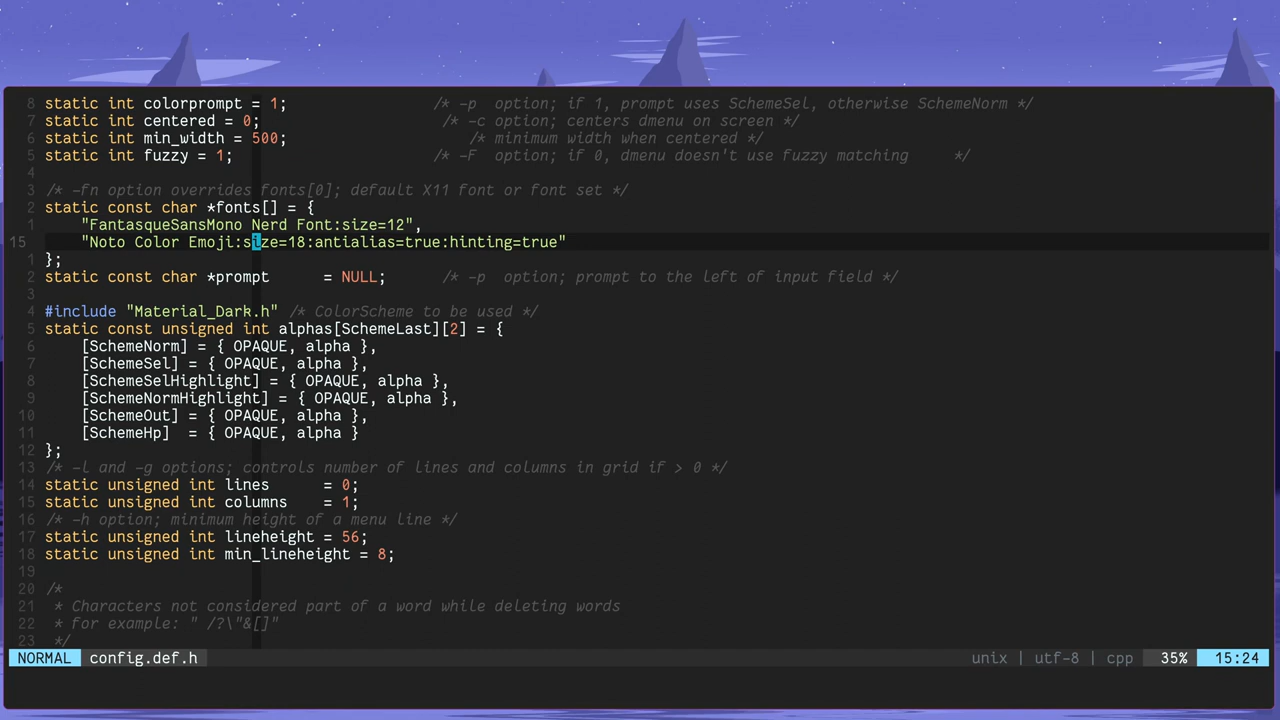 8 static int colorprompt = 1; /* -p option; if 1, prompt uses SchemeSel, otherwise SchemeNorm */
7 static int centered = 0; /* -c option; centers dmenu on screen */
6 static int min_width = 500; /* minimum width when centered */
5 static int fuzzy = 1; /* -F option; if 0, dmenu doesn't use fuzzy matching */
4
3 /* -fn option overrides fonts[0]; default X11 font or font set */
2 static const char *fonts[] = {
1 "FantasqueSansMono Nerd Font:size=12",
15 "Noto Color Emoji:size=18:antialias=true:hinting=true"
1 };
2 static const char *prompt = NULL; /* -p option; prompt to the left of input field */
3
4 #include "Material_Dark.h" /* ColorScheme to be used */
5 static const unsigned int alphas[SchemeLast][2] = {
6 [SchemeNorm] = { OPAQUE, alpha },
7 [SchemeSel] = { OPAQUE, alpha },
8 [SchemeSelHighlight] = { OPAQUE, alpha },
9 [SchemeNormHighlight] = { OPAQUE, alpha },
10 [SchemeOut] = { OPAQUE, alpha },
11 [SchemeHp] = { OPAQUE, alpha }
12 };
13 /* -l and -g options; controls number of lines and columns in grid if > 0 */
14 static unsigned int lines = 0;
15 static unsigned int columns = 1;
16 /* -h option; minimum height of a menu line */
17 static unsigned int lineheight = 56;
18 static unsigned int min_lineheight = 8;
19
20 /*
21 * Characters not considered part of a word while deleting words
22 * for example: " /?\"&[]"
23 */
NORMAL config.def.h unix | utf-8 | cpp 35% 15:24